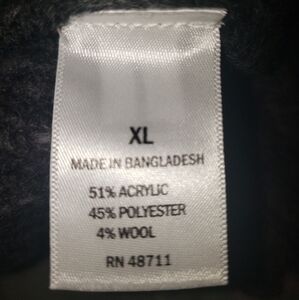 XL
MADE IN BANGLADESH
51% ACRYLIC
45% POLYESTER
4% WOOL
RN 48711